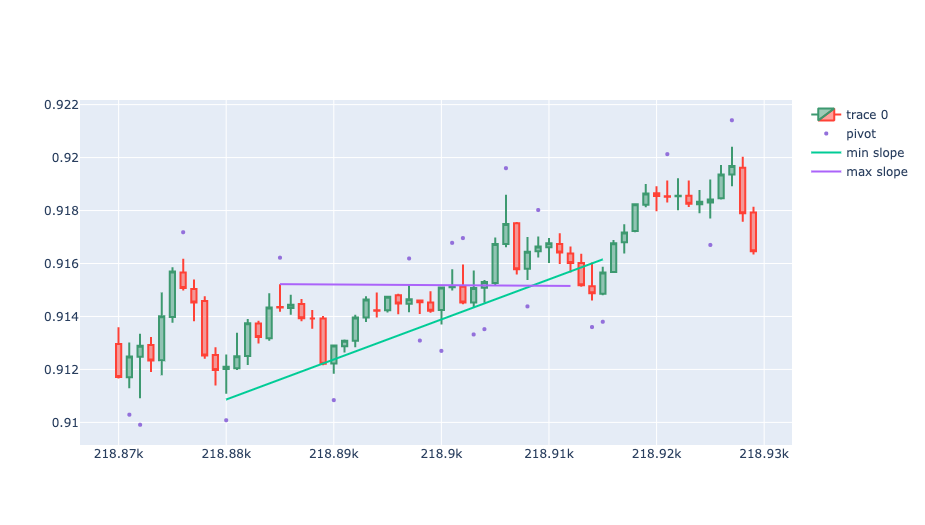 0.922
0.92
0.918
0.916
0.914
0.912
0.91
218.87k
218.88k
218.89k
218.9k
218.91k
218.92k
218.93k
trace 0
pivot
min slope
max slope